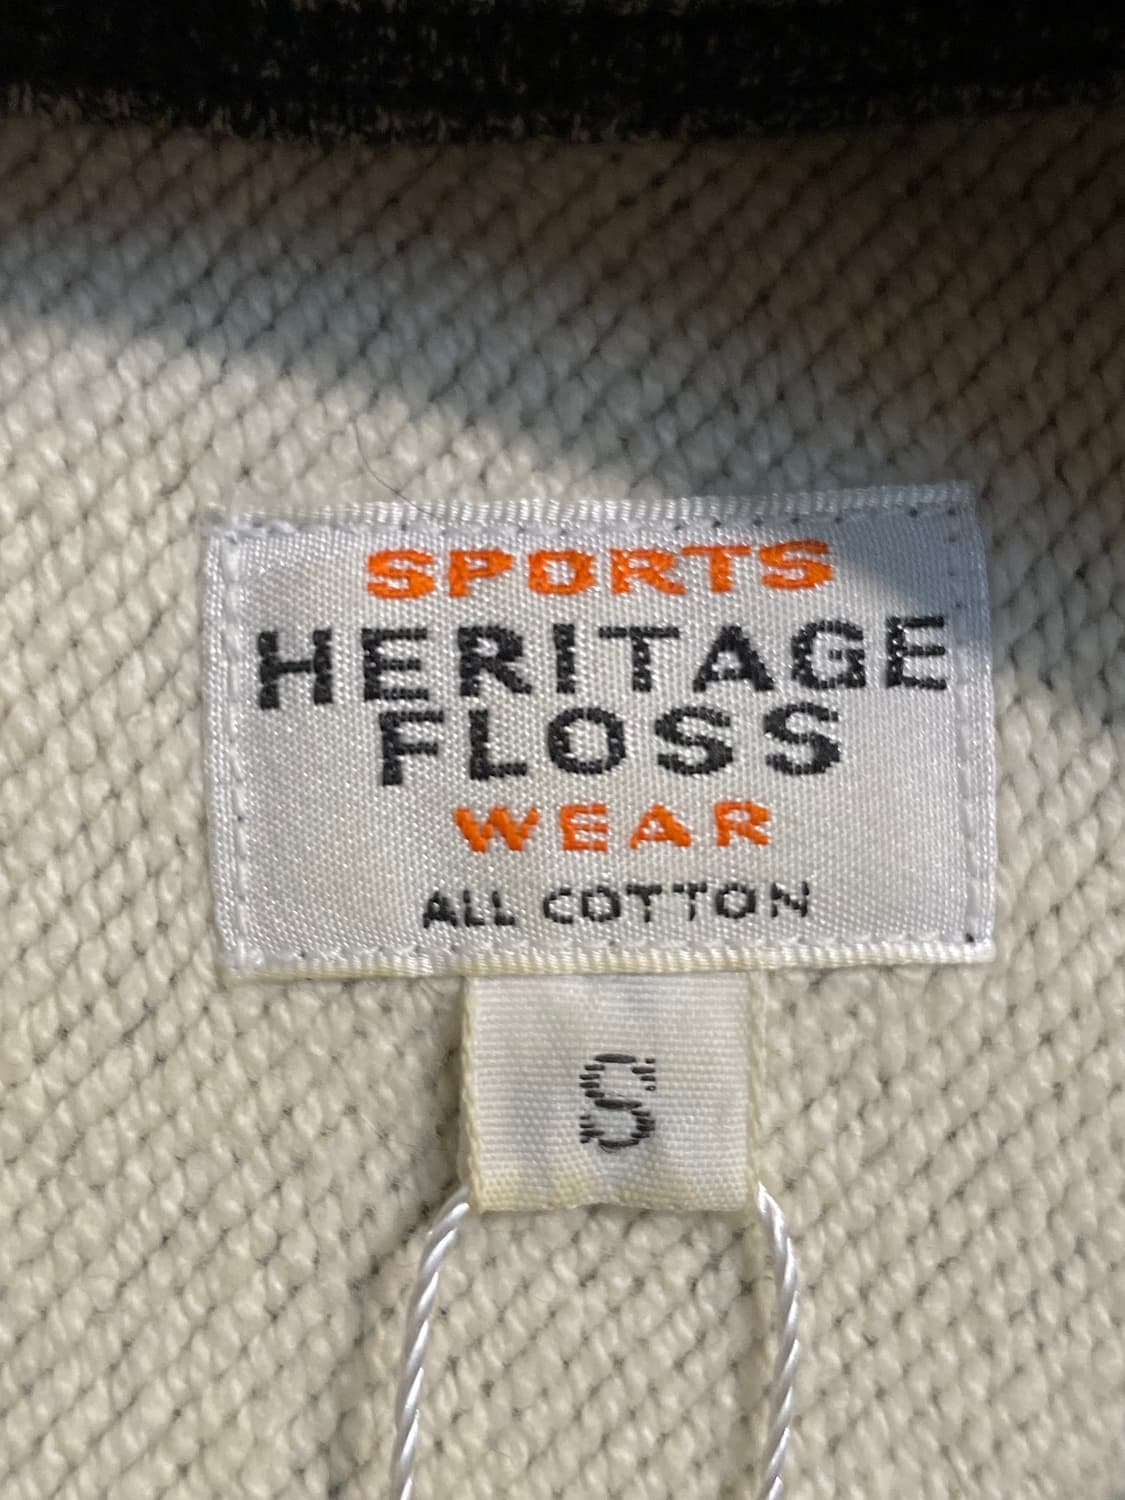 SPORTS
HERITAGE
FLOSS
WEAR
ALL COTTON
S